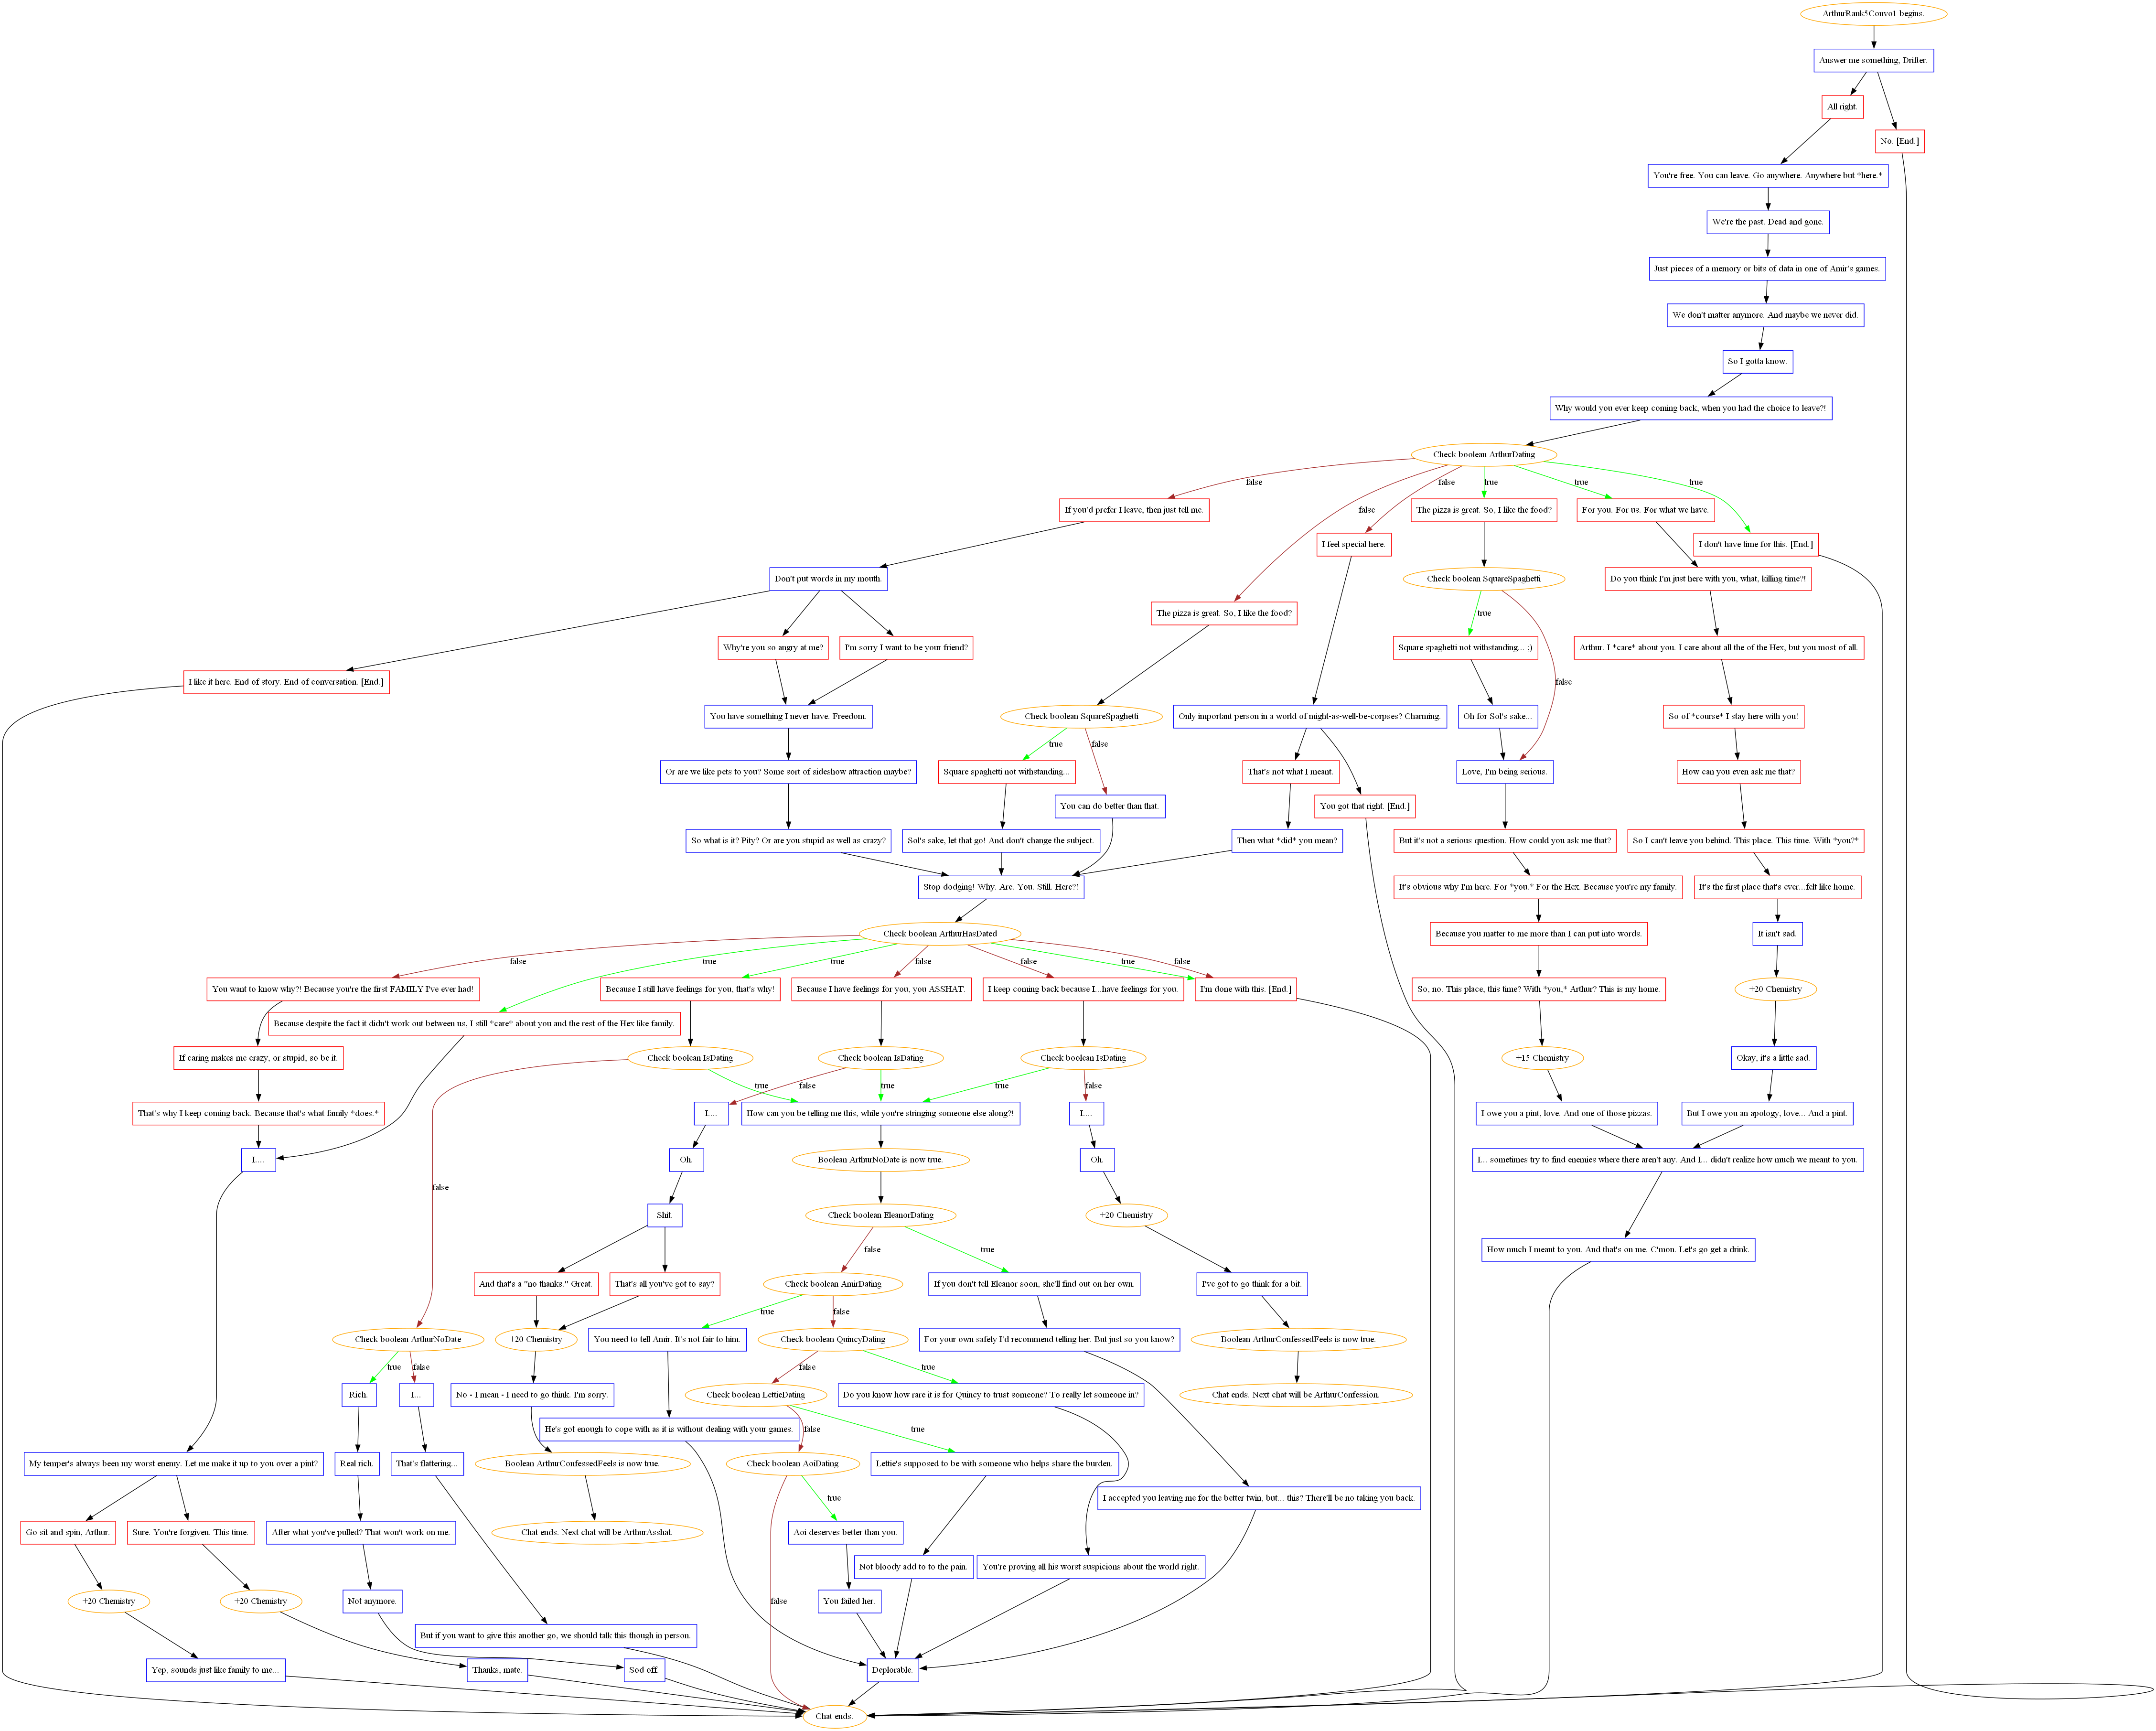 ArthurRank5Convo1 begins.
Answer me something, Drifter.
All right.
No. [End.]
You're free. You can leave. Go anywhere. Anywhere but *here.*
We're the past. Dead and gone.
Just pieces of a memory or bits of data in one of Amir's games.
We don't matter anymore. And maybe we never did.
So I gotta know.
Why would you ever keep coming back, when you had the choice to leave?!
Check boolean ArthurDating
false
false
false
true
true
true
If you'd prefer I leave, then just tell me.
The pizza is great. So, I like the food?
For you. For us. For what we have.
I feel special here.
I don't have time for this. [End.]
Don't put words in my mouth.
Check boolean SquareSpaghetti
Do you think I'm just here with you, what, killing time?!
The pizza is great. So, I like the food?
true
false
Why're you so angry at me?
I'm sorry I want to be your friend?
Square spaghetti not withstanding... ;)
Arthur. I *care* about you. I care about all the of the Hex, but you most of all.
I like it here. End of story. End of conversation. [End.]
You have something I never have. Freedom.
Check boolean SquareSpaghetti
Only important person in a world of might-as-well-be-corpses? Charming.
Oh for Sol's sake...
So of *course* I stay here with you!
true
false
Or are we like pets to you? Some sort of sideshow attraction maybe?
Square spaghetti not withstanding...
That's not what I meant.
Love, I'm being serious.
How can you even ask me that?
You can do better than that.
You got that right. [End.]
So what is it? Pity? Or are you stupid as well as crazy?
Sol's sake, let that go! And don't change the subject.
Then what *did* you mean?
But it's not a serious question. How could you ask me that?
So I can't leave you behind. This place. This time. With *you?*
Stop dodging! Why. Are. You. Still. Here?!
It's obvious why I'm here. For *you.* For the Hex. Because you're my family.
It's the first place that's ever...felt like home.
Check boolean ArthurHasDated
Because you matter to me more than I can put into words.
It isn't sad.
false
true
true
false
false
true
false
You want to know why?! Because you're the first FAMILY I've ever had!
Because I still have feelings for you, that's why!
Because I have feelings for you, you ASSHAT.
I keep coming back because I...have feelings for you.
I'm done with this. [End.]
So, no. This place, this time? With *you,* Arthur? This is my home.
+20 Chemistry
Because despite the fact it didn't work out between us, I still *care* about you and the rest of the Hex like family.
If caring makes me crazy, or stupid, so be it.
Check boolean IsDating
Check boolean IsDating
Check boolean IsDating
+15 Chemistry
Okay, it's a little sad.
true
false
true
true
false
That's why I keep coming back. Because that's what family *does.*
I....
How can you be telling me this, while you're stringing someone else along?!
I....
I owe you a pint, love. And one of those pizzas.
But I owe you an apology, love... And a pint.
I....
Oh.
Boolean ArthurNoDate is now true.
Oh.
I... sometimes try to find enemies where there aren't any. And I... didn't realize how much we meant to you.
false
Shit.
Check boolean EleanorDating
+20 Chemistry
false
true
How much I meant to you. And that's on me. C'mon. Let's go get a drink.
And that's a "no thanks." Great.
That's all you've got to say?
Check boolean AmirDating
If you don't tell Eleanor soon, she'll find out on her own.
I've got to go think for a bit.
true
false
Check boolean ArthurNoDate
+20 Chemistry
You need to tell Amir. It's not fair to him.
Check boolean QuincyDating
For your own safety I'd recommend telling her. But just so you know?
Boolean ArthurConfessedFeels is now true.
true
false
false
true
Rich.
I...
No - I mean - I need to go think. I'm sorry.
Check boolean LettieDating
Do you know how rare it is for Quincy to trust someone? To really let someone in?
Chat ends. Next chat will be ArthurConfession.
He's got enough to cope with as it is without dealing with your games.
false
true
My temper's always been my worst enemy. Let me make it up to you over a pint?
Real rich.
That's flattering...
Boolean ArthurConfessedFeels is now true.
Check boolean AoiDating
Lettie's supposed to be with someone who helps share the burden.
true
I accepted you leaving me for the better twin, but... this? There'll be no taking you back.
Go sit and spin, Arthur.
Sure. You're forgiven. This time.
After what you've pulled? That won't work on me.
Chat ends. Next chat will be ArthurAsshat.
Aoi deserves better than you.
Not bloody add to to the pain.
You're proving all his worst suspicions about the world right.
+20 Chemistry
+20 Chemistry
Not anymore.
false
You failed her.
But if you want to give this another go, we should talk this though in person.
Yep, sounds just like family to me...
Thanks, mate.
Sod off.
Deplorable.
Chat ends.